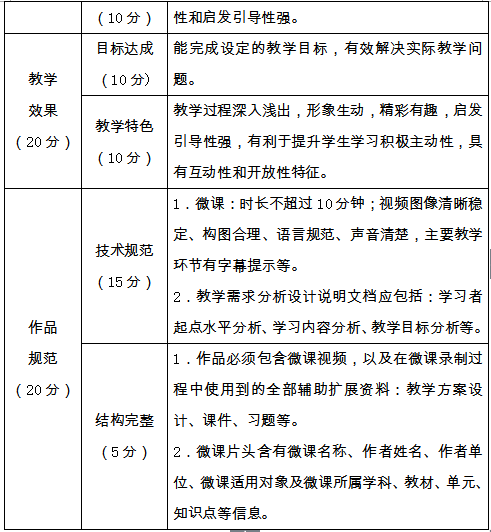 （10 分）
性和启发引导性强。
教学
效果
（20 分）
目标达成
（10 分）
能完成设定的教学目标，有效解决实际教学问
题。
教学特色
（10 分）
教学过程深入浅出，形象生动，精彩有趣，启发
引导性强，有利于提升学生学习积极主动性，具
有互动性和开放性特征。
作品
规范
（20 分）
技术规范
（15 分）
1．微课：时长不超过 10 分钟；视频图像清晰稳
定、构图合理、语言规范、声音清楚，主要教学
环节有字幕提示等。
2．教学需求分析设计说明文档应包括：学习者
起点水平分析、学习内容分析、教学目标分析等。
结构完整
（5 分）
1．作品必须包含微课视频，以及在微课录制过
程中使用到的全部辅助扩展资料：教学方案设
计、课件、习题等。
2．微课片头含有微课名称、作者姓名、作者单
位、微课适用对象及微课所属学科、教材、单元、
知识点等信息。